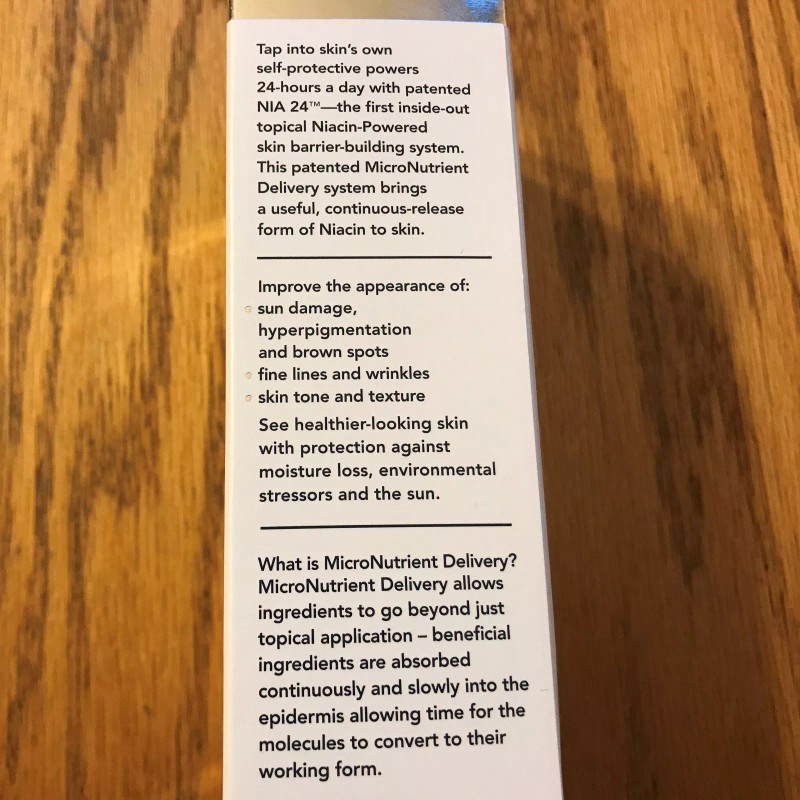 Tap into skin's own
self-protective powers
24-hours a day with patented
NIA 24™—the first inside-out
topical Niacin-Powered
skin barrier-building system.
This patented MicroNutrient
Delivery system brings
a useful, continuous-release
form of Niacin to skin.
Improve the appearance of:
sun damage,
hyperpigmentation
and brown spots
fine lines and wrinkles
skin tone and texture
See healthier-looking skin
with protection against
moisture loss, environmental
stressors and the sun.
What is MicroNutrient Delivery?
MicroNutrient Delivery allows
ingredients to go beyond just
topical application – beneficial
ingredients are absorbed
continuously and slowly into the
epidermis allowing time for the
molecules to convert to their
working form.